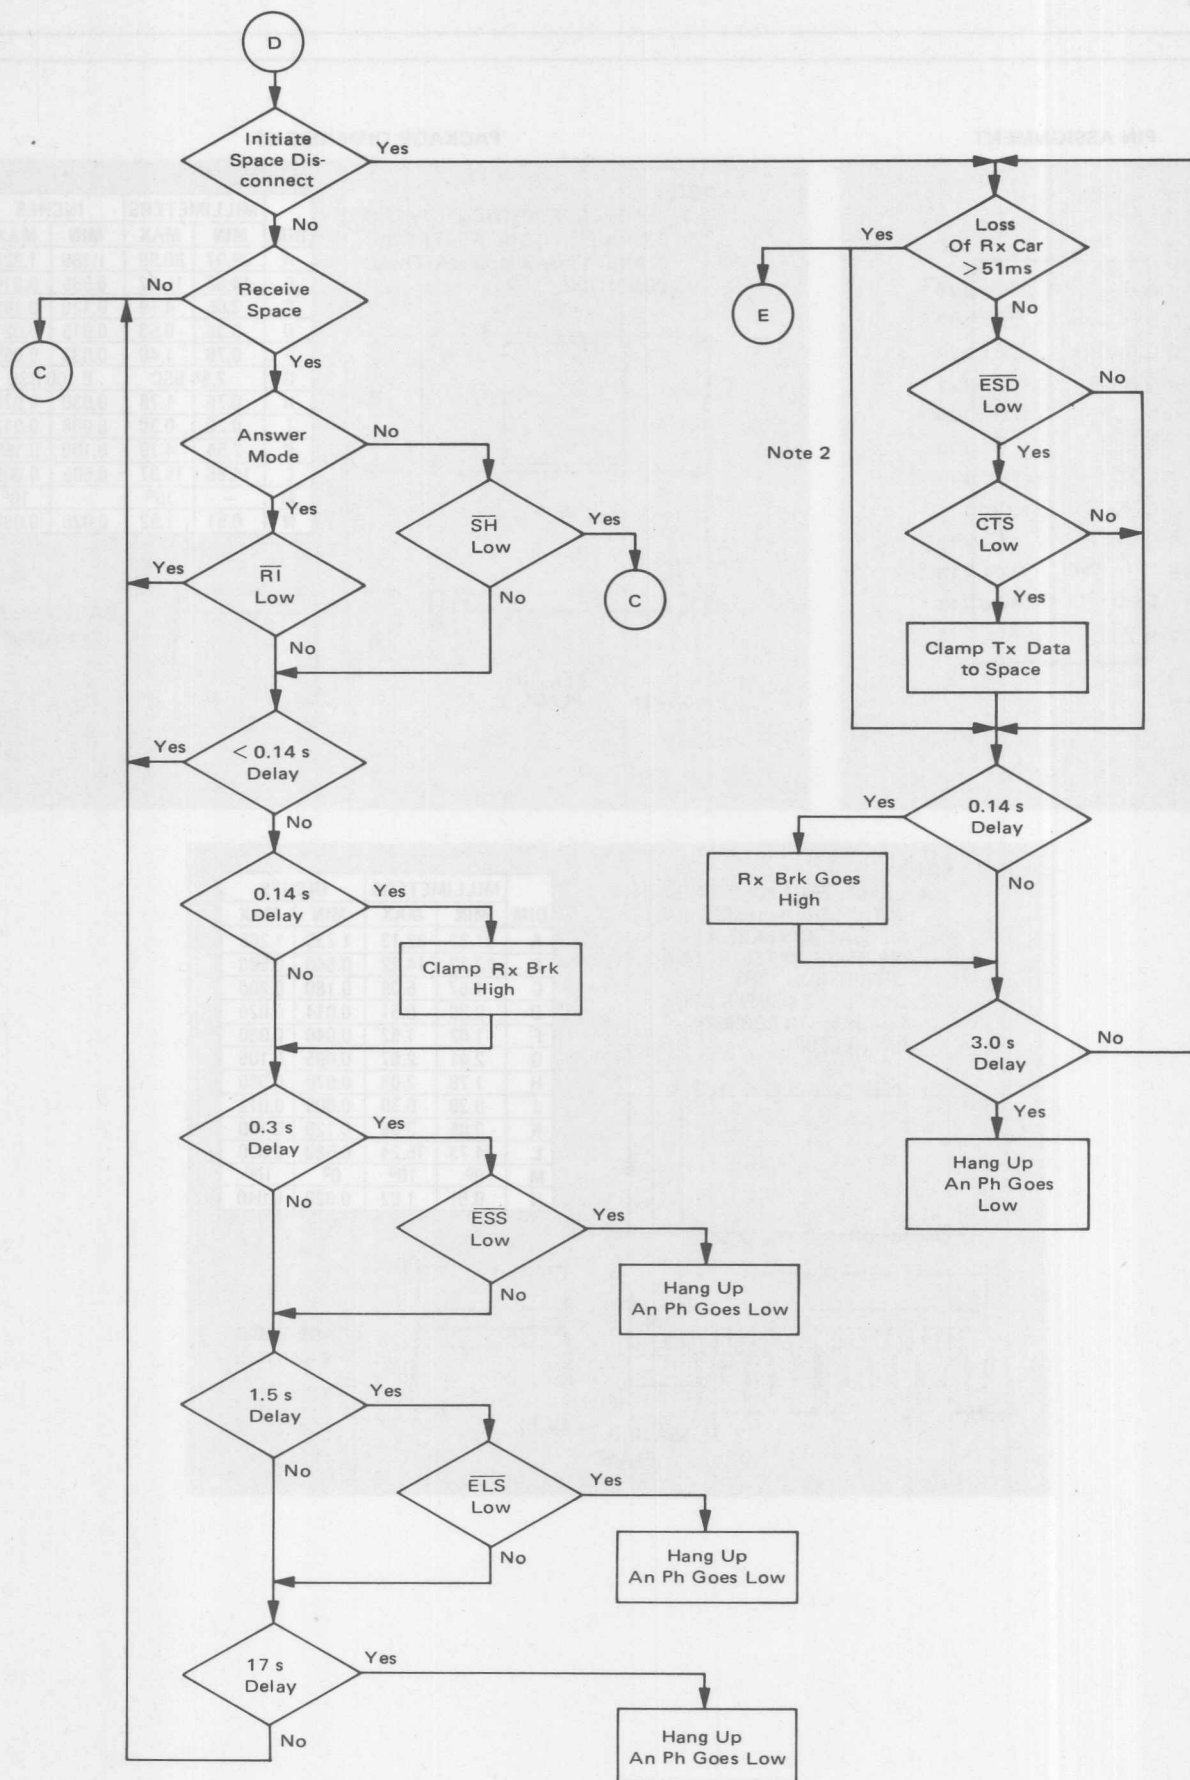 D
Initiate
Space Dis-
connect
Yes
No
Receive
Space
No
C
Yes
Answer
Mode
No
Yes
SH
Low
Yes
C
No
RI
Low
Yes
No
< 0.14 s
Delay
Yes
No
0.14 s
Delay
Yes
Clamp Rx Brk
High
No
0.3 s
Delay
Yes
No
ESS
Low
Yes
Hang Up
An Ph Goes Low
No
1.5 s
Delay
Yes
No
ELS
Low
Yes
Hang Up
An Ph Goes Low
No
17 s
Delay
Yes
Hang Up
An Ph Goes Low
No
Loss
Of Rx Car
> 51ms
Yes
E
No
ESD
Low
No
Note 2
Yes
CTS
Low
No
Yes
Clamp Tx Data
to Space
0.14 s
Delay
Yes
Rx Brk Goes
High
No
3.0 s
Delay
No
Yes
Hang Up
An Ph Goes
Low